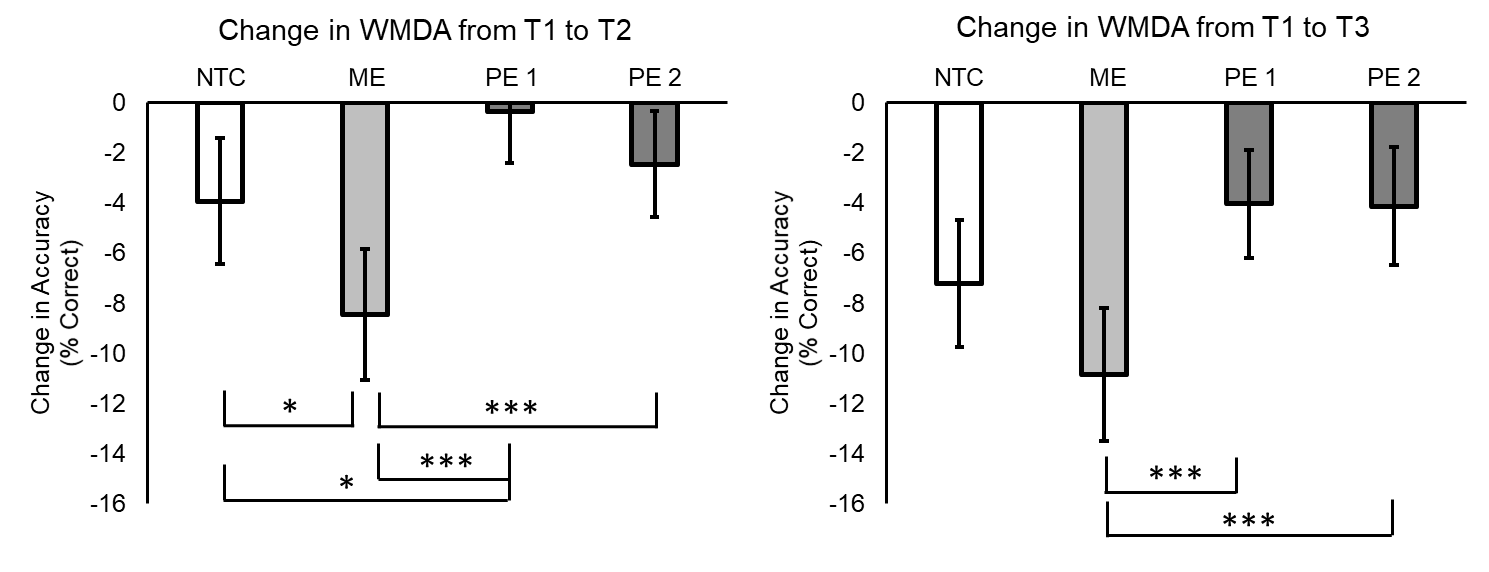 Change in WMDA from T1 to T2
NTC ME PE 1 PE 2
0
-2
-4
-6
-8
-10
-12
-14
-16
Change in Accuracy
(% Correct)
* ***
***
*
Change in WMDA from T1 to T3
NTC ME PE 1 PE 2
0
-2
-4
-6
-8
-10
-12
-14
-16
Change in Accuracy
(% Correct)
***
***